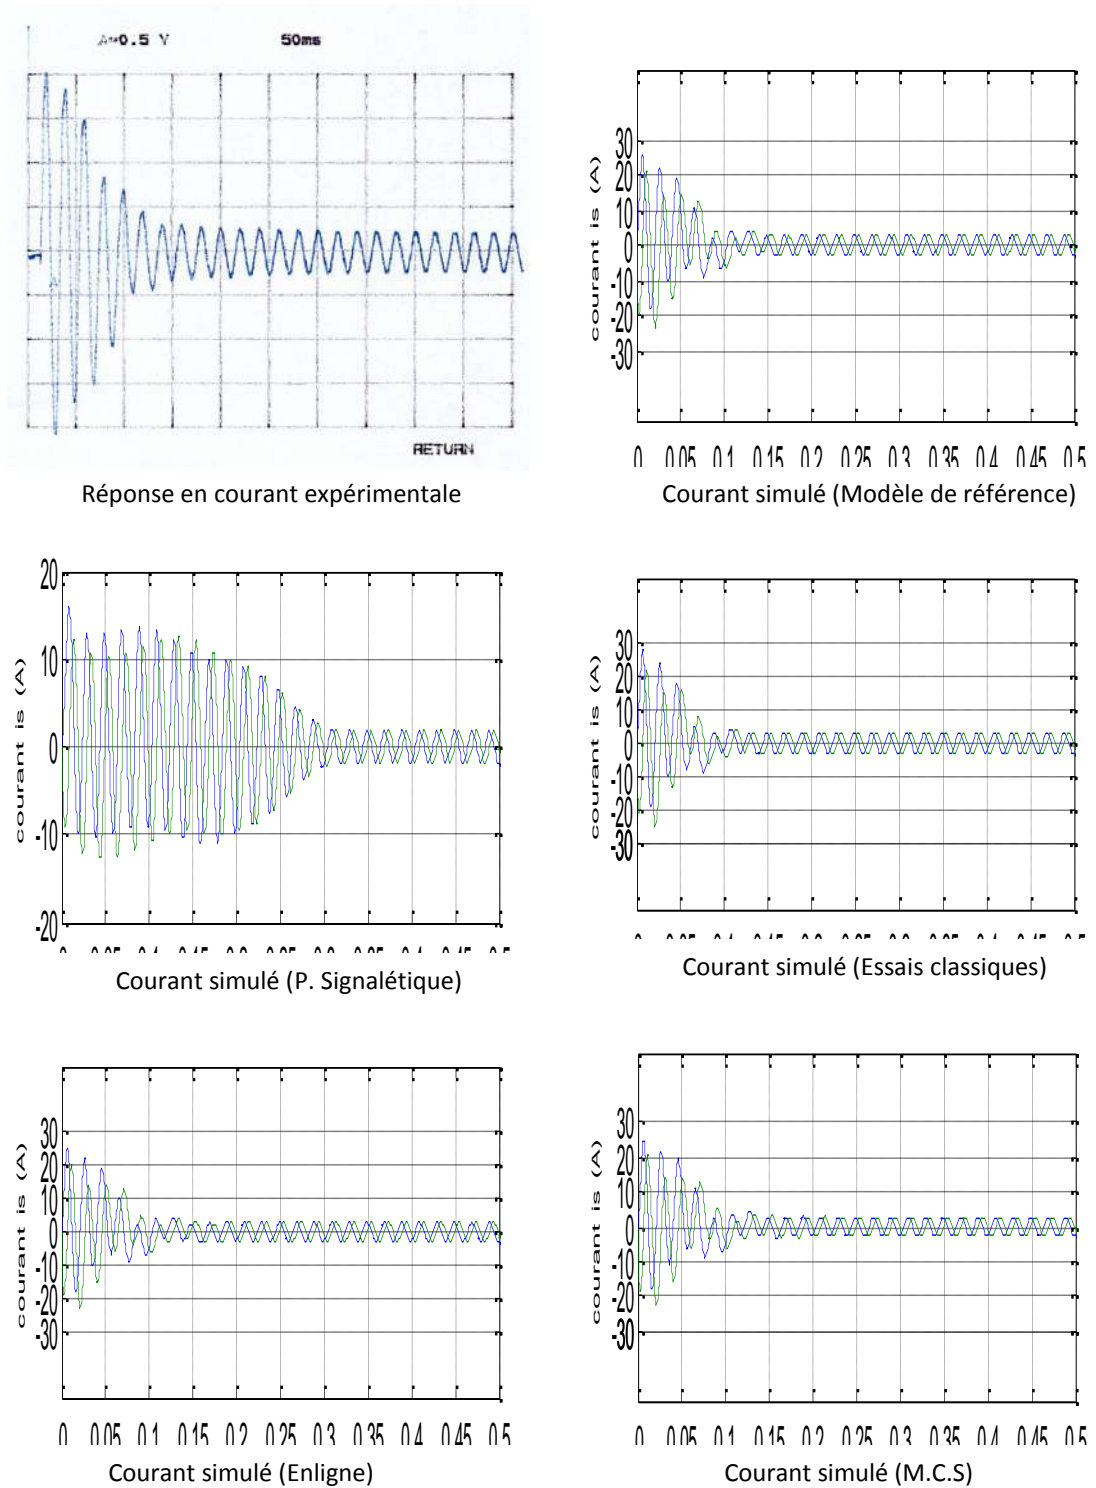 A=0.5 V 50ms
RETURN
Réponse en courant expérimentale
courant is (A)
30
20
10
0
-10
-20
-30
0 0.05 0.1 0.15 0.2 0.25 0.3 0.35 0.4 0.45 0.5
Courant simulé (Modèle de référence)
courant is (A)
20
10
0
-10
-20
Courant simulé (P. Signalétique)
courant is (A)
30
20
10
0
-10
-20
-30
Courant simulé (Essais classiques)
courant is (A)
30
20
10
0
-10
-20
-30
0 0.05 0.1 0.15 0.2 0.25 0.3 0.35 0.4 0.45 0.5
Courant simulé (Enligne)
courant is (A)
30
20
10
0
-10
-20
-30
0 0.05 0.1 0.15 0.2 0.25 0.3 0.35 0.4 0.45 0.5
Courant simulé (M.C.S)